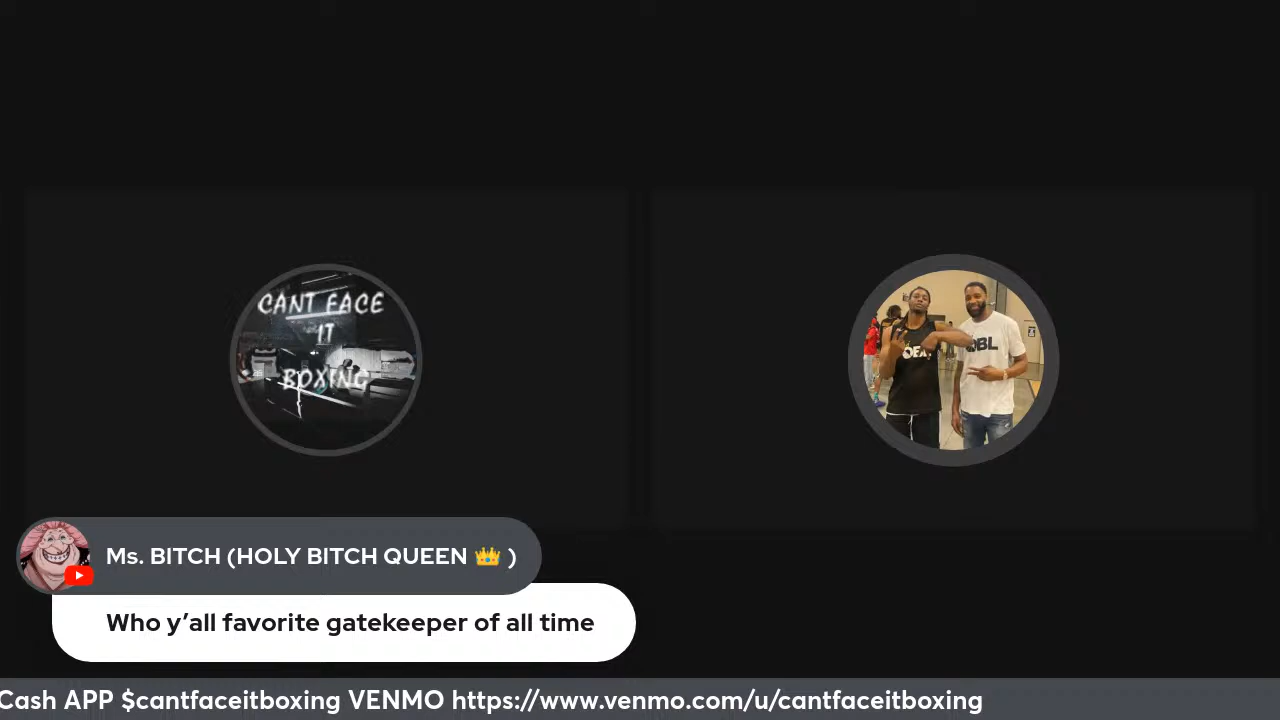 CANT FACE
IT
BOXING
QBL
Ms. BITCH (HOLY BITCH QUEEN 👑 )
Who y’all favorite gatekeeper of all time
Cash APP $cantfaceitboxing VENMO https://www.venmo.com/u/cantfaceitboxing